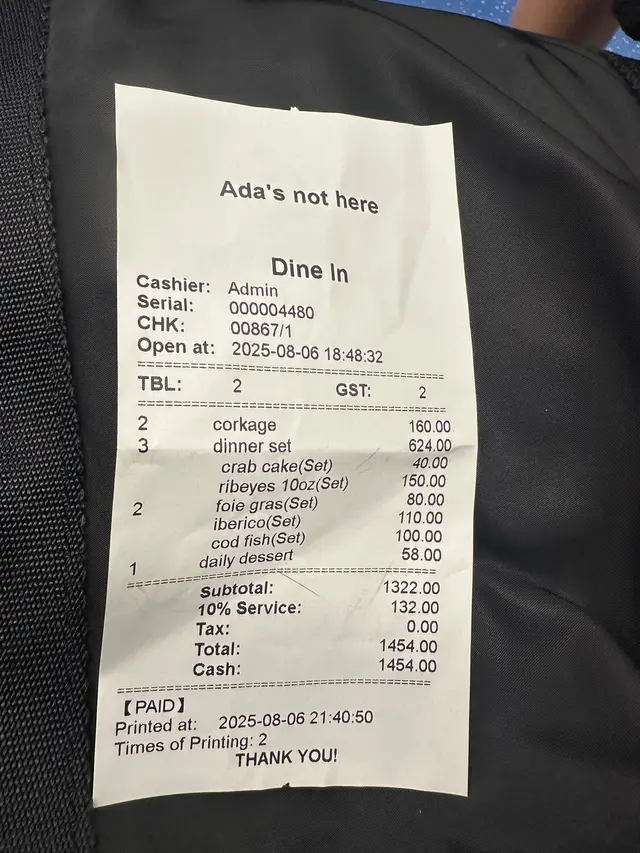 Ada's not here
Dine In
Cashier: Admin
Serial: 000004480
CHK: 00867/1
Open at: 2025-08-06 18:48:32
================================
TBL: 2 GST: 2
================================
2 corkage 160.00
3 dinner set 624.00
crab cake(Set) 40.00
ribeyes 10oz(Set) 150.00
2 foie gras(Set) 80.00
iberico(Set) 110.00
cod fish(Set) 100.00
1 daily dessert 58.00
================================
Subtotal: 1322.00
10% Service: 132.00
Tax: 0.00
Total: 1454.00
Cash: 1454.00
================================
【PAID】
Printed at: 2025-08-06 21:40:50
Times of Printing: 2
THANK YOU!